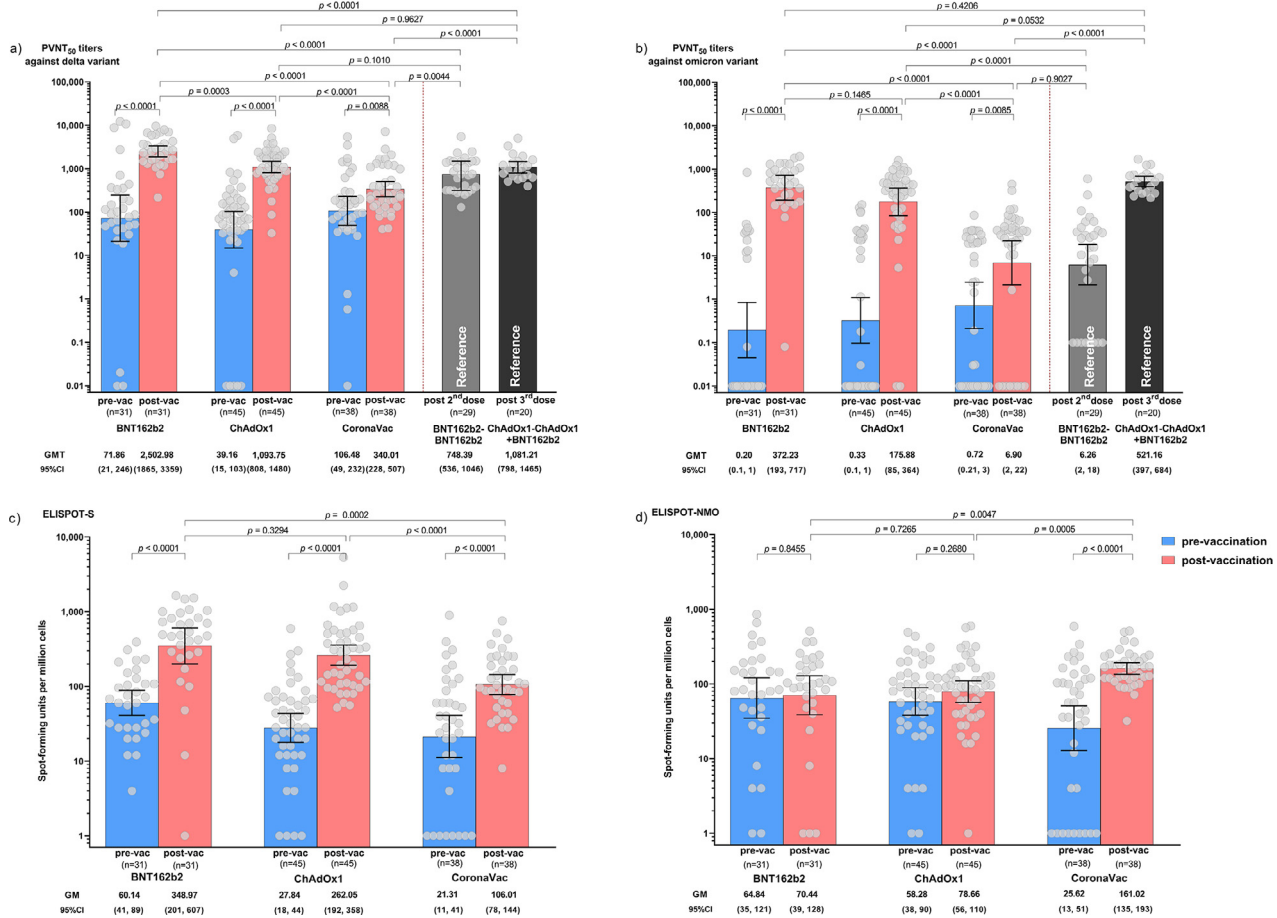 a)
PVNT50 titers
against delta variant
p < 0.0001
p = 0.9627
p < 0.0001
p < 0.0001
p = 0.1010
p < 0.0001
p = 0.0044
p = 0.0003
p < 0.0001
p < 0.0001
p < 0.0001
p = 0.0088
100,000
10,000
1,000
100
10
1
0.1
0.01
Reference
Reference
pre-vac post-vac pre-vac post-vac pre-vac post-vac post 2nd dose post 3rd dose
(n=31) (n=31) (n=45) (n=45) (n=38) (n=38) (n=29) (n=20)
BNT162b2 ChAdOx1 CoronaVac BNT162b2- ChAdOx1-ChAdOx1
BNT162b2 +BNT162b2
GMT 71.86 2,502.98 39.16 1,093.75 106.48 340.01 748.39 1,081.21
95%CI (21, 246) (1865, 3359) (15, 103) (808, 1480) (49, 232) (228, 507) (536, 1046) (798, 1465)
b)
PVNT50 titers
against omicron variant
p = 0.4206
p = 0.0532
p < 0.0001
p < 0.0001
p < 0.0001
p < 0.0001
p = 0.9027
p = 0.1465
p < 0.0001
p < 0.0001
p < 0.0001
p = 0.0085
100,000
10,000
1,000
100
10
1
0.1
0.01
Reference
Reference
pre-vac post-vac pre-vac post-vac pre-vac post-vac post 2nd dose post 3rd dose
(n=31) (n=31) (n=45) (n=45) (n=38) (n=38) (n=29) (n=20)
BNT162b2 ChAdOx1 CoronaVac BNT162b2- ChAdOx1-ChAdOx1
BNT162b2 +BNT162b2
GMT 0.20 372.23 0.33 175.88 0.72 6.90 6.26 521.16
95%CI (0.1, 1) (193, 717) (0.1, 1) (85, 364) (0.21, 3) (2, 22) (2, 18) (397, 684)
c)
ELISPOT-S
p = 0.0002
p = 0.3294
p < 0.0001
p < 0.0001
p < 0.0001
p < 0.0001
Spot-forming units per million cells
10,000
1,000
100
10
1
pre-vac post-vac pre-vac post-vac pre-vac post-vac
(n=31) (n=31) (n=45) (n=45) (n=38) (n=38)
BNT162b2 ChAdOx1 CoronaVac
GM 60.14 348.97 27.84 262.05 21.31 106.01
95%CI (41, 89) (201, 607) (18, 44) (192, 358) (11, 41) (78, 144)
d)
ELISPOT-NMO
p = 0.0047
p = 0.7265
p = 0.0005
p = 0.8455
p = 0.2680
p < 0.0001
Spot-forming units per million cells
10,000
1,000
100
10
1
pre-vac post-vac pre-vac post-vac pre-vac post-vac
(n=31) (n=31) (n=45) (n=45) (n=38) (n=38)
BNT162b2 ChAdOx1 CoronaVac
GM 64.84 70.44 58.28 78.66 25.62 161.02
95%CI (35, 121) (39, 128) (38, 90) (56, 110) (13, 51) (135, 193)
pre-vaccination
post-vaccination